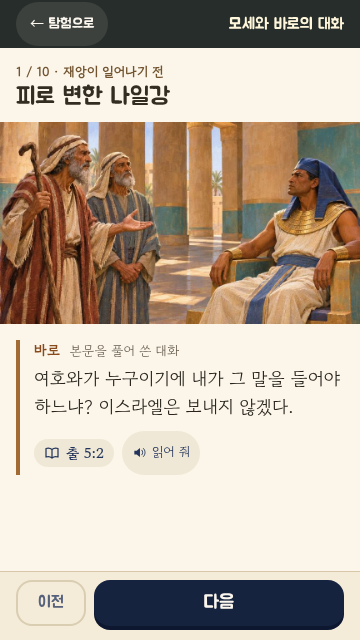 ← 탐험으로
모세와 바로의 대화
1 / 10 · 재앙이 일어나기 전
피로 변한 나일강
바로 본문을 풀어 쓴 대화
여호와가 누구이기에 내가 그 말을 들어야
하느냐? 이스라엘은 보내지 않겠다.
출 5:2
읽어 줘
이전
다음